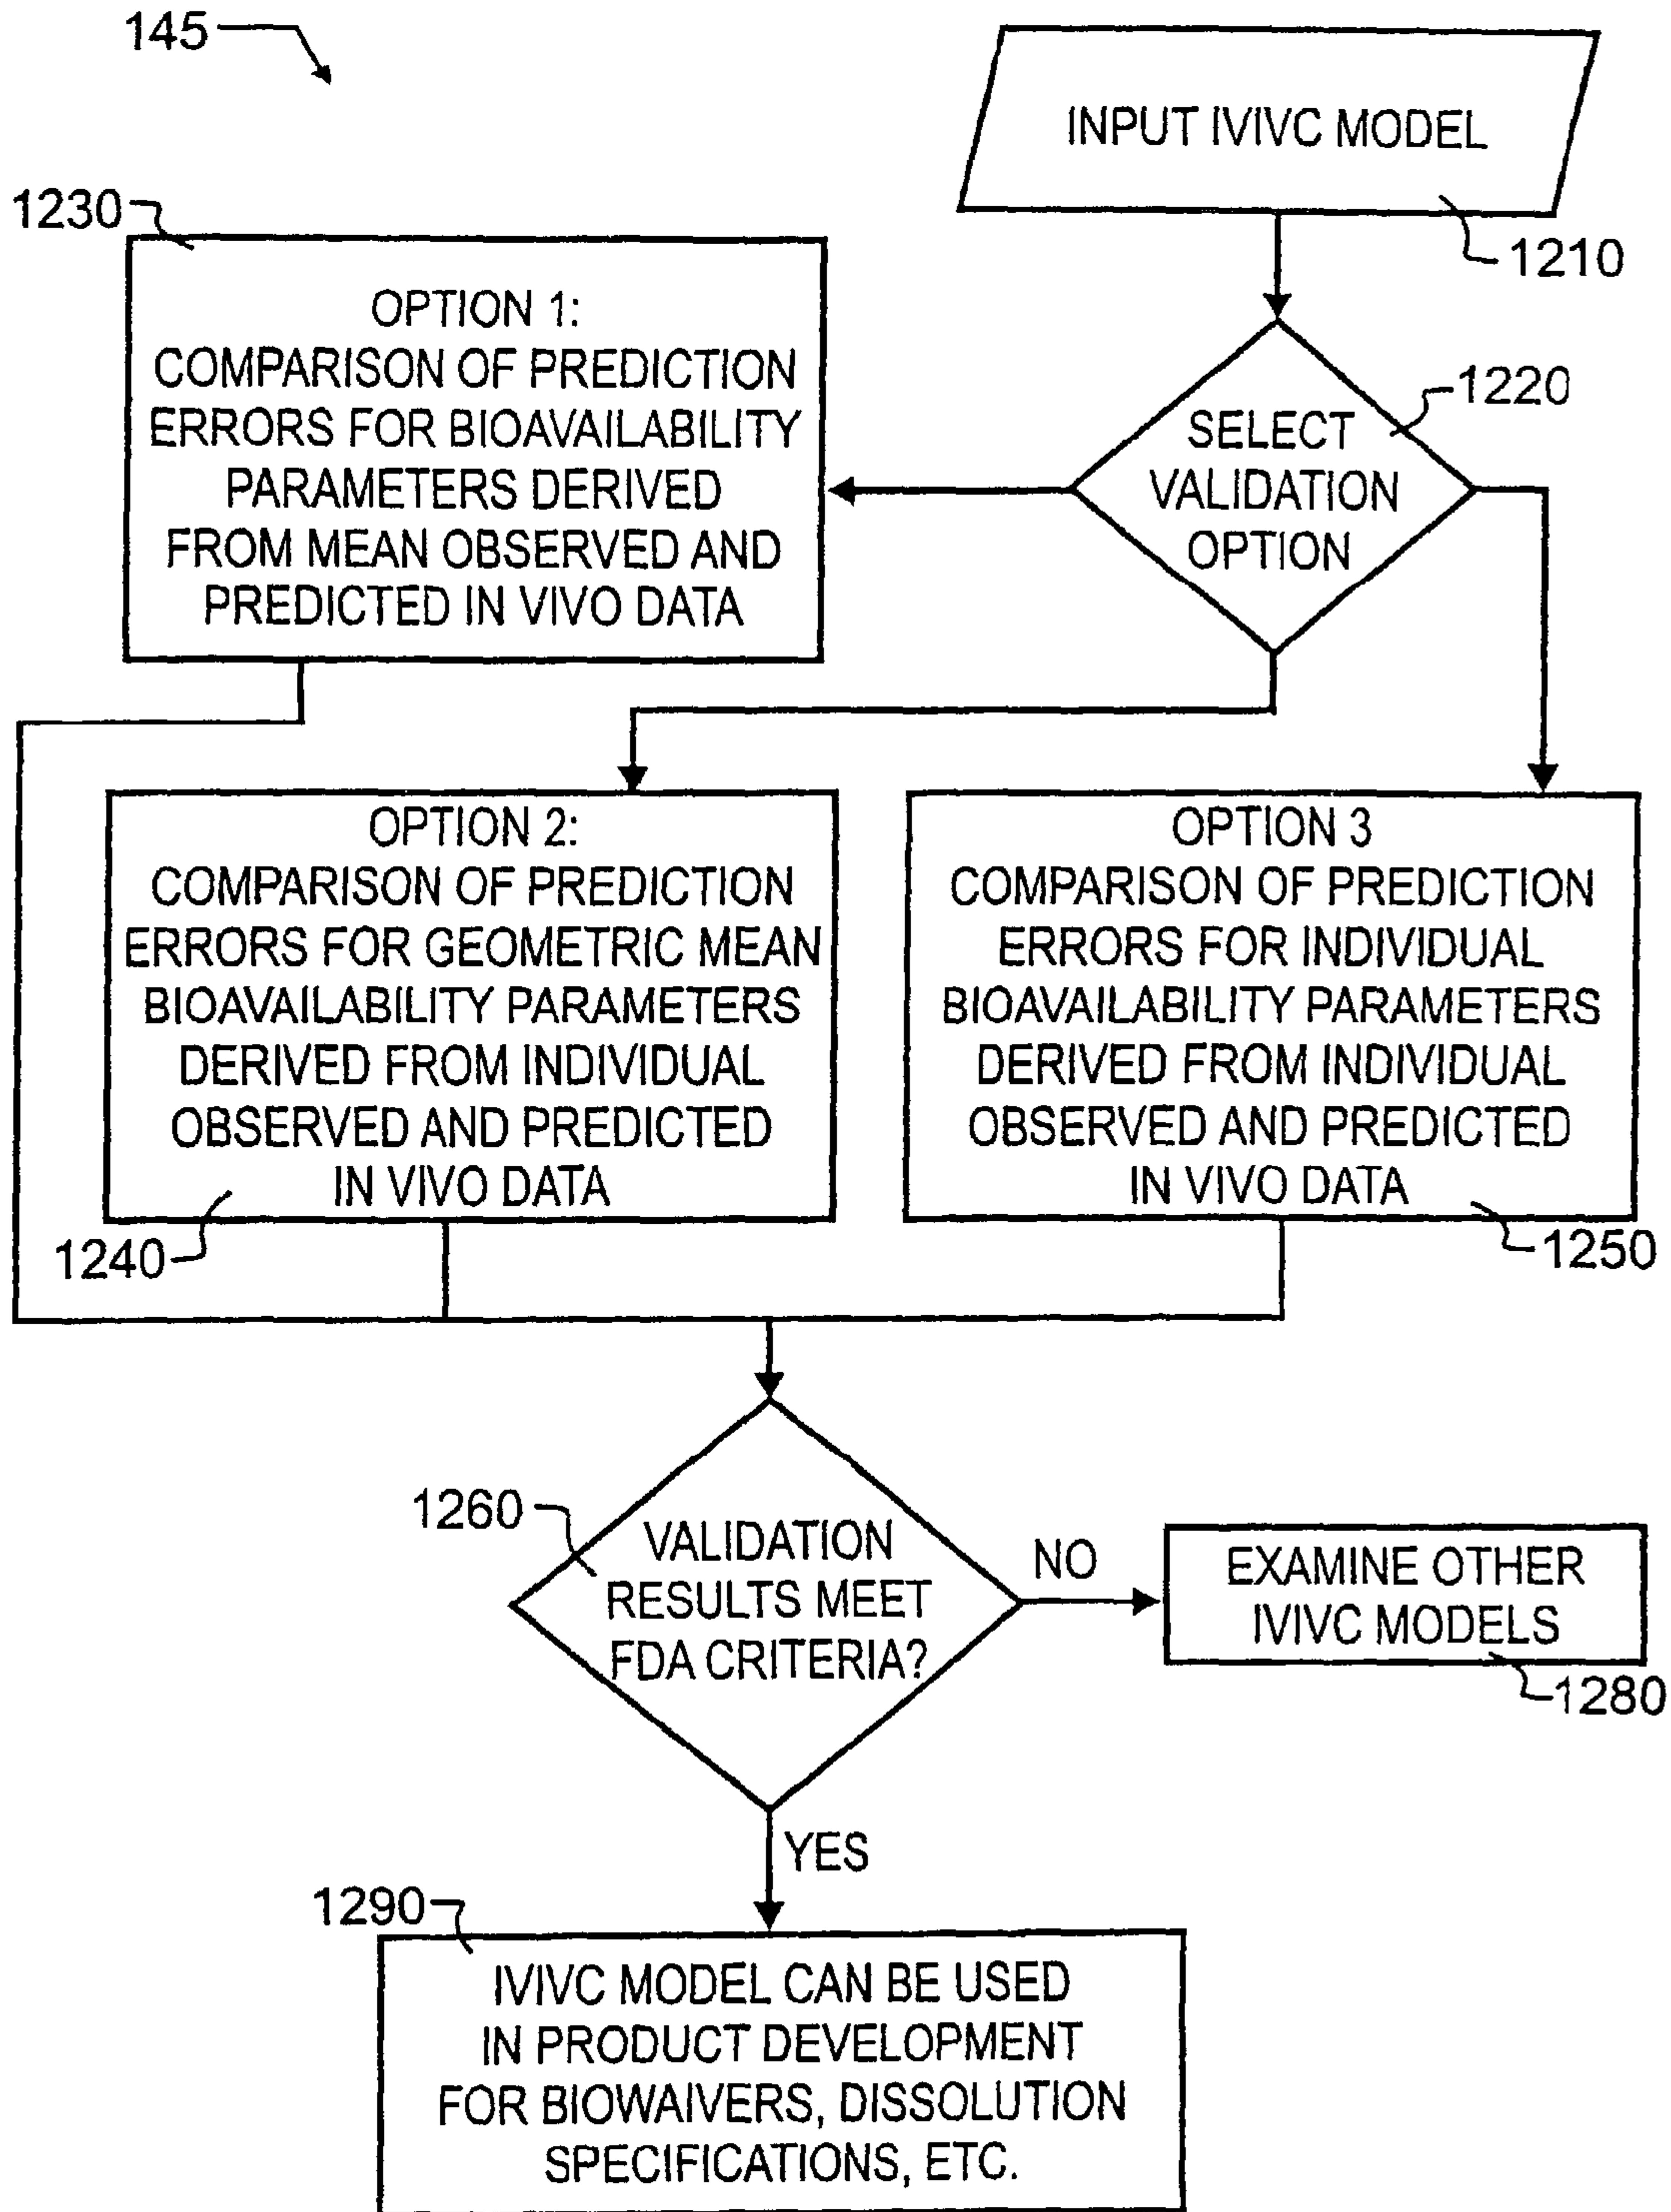 145
INPUT IVIVC MODEL
1210
1230
OPTION 1:
COMPARISON OF PREDICTION
ERRORS FOR BIOAVAILABILITY
PARAMETERS DERIVED
FROM MEAN OBSERVED AND
PREDICTED IN VIVO DATA
1220
SELECT
VALIDATION
OPTION
OPTION 2:
COMPARISON OF PREDICTION
ERRORS FOR GEOMETRIC MEAN
BIOAVAILABILITY PARAMETERS
DERIVED FROM INDIVIDUAL
OBSERVED AND PREDICTED
IN VIVO DATA
1240
OPTION 3
COMPARISON OF PREDICTION
ERRORS FOR INDIVIDUAL
BIOAVAILABILITY PARAMETERS
DERIVED FROM INDIVIDUAL
OBSERVED AND PREDICTED
IN VIVO DATA
1250
1260
VALIDATION
RESULTS MEET
FDA CRITERIA?
NO
EXAMINE OTHER
IVIVC MODELS
1280
YES
1290
IVIVC MODEL CAN BE USED
IN PRODUCT DEVELOPMENT
FOR BIOWAIVERS, DISSOLUTION
SPECIFICATIONS, ETC.